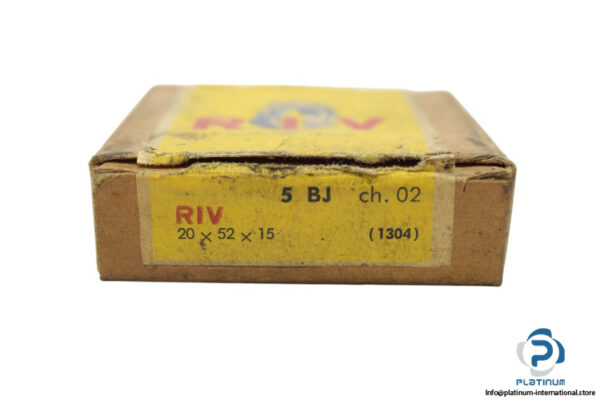 RIV
5 BJ ch. 02
RIV
20 x 52 x 15 (1304)
PLATINUM
Info@platinum-international.store